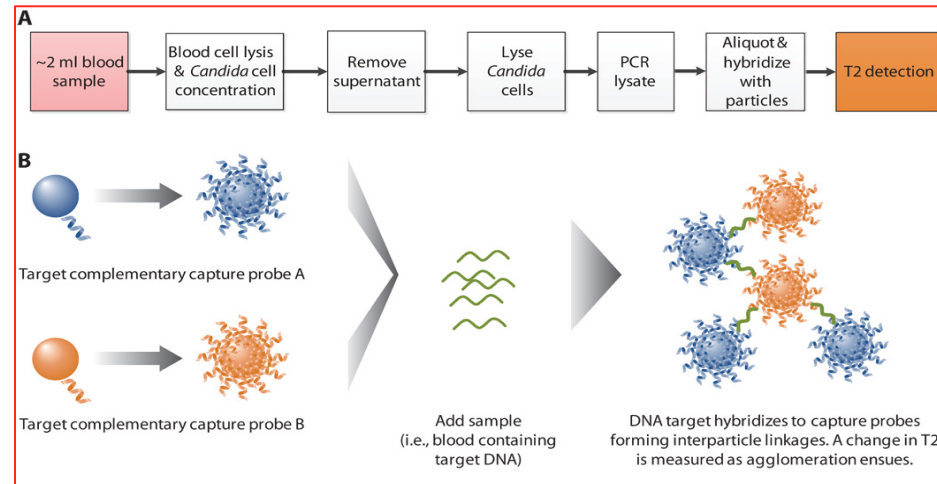 A
~2 ml blood
sample
Blood cell lysis
& Candida cell
concentration
Remove
supernatant
Lyse
Candida
cells
PCR
lysate
Aliquot &
hybridize
with
particles
T2 detection
B
Target complementary capture probe A
Target complementary capture probe B
Add sample
(i.e., blood containing
target DNA)
DNA target hybridizes to capture probes
forming interparticle linkages. A change in T2
is measured as agglomeration ensues.